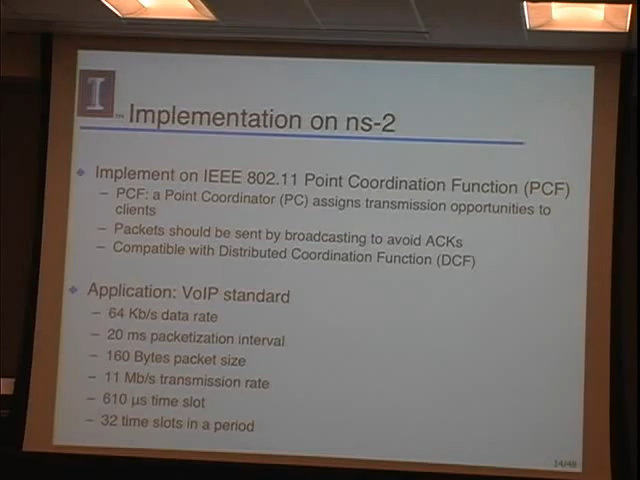 I
Implementation on ns-2
Implement on IEEE 802.11 Point Coordination Function (PCF)
– PCF: a Point Coordinator (PC) assigns transmission opportunities to
clients
– Packets should be sent by broadcasting to avoid ACKs
– Compatible with Distributed Coordination Function (DCF)
Application: VoIP standard
– 64 Kb/s data rate
– 20 ms packetization interval
– 160 Bytes packet size
– 11 Mb/s transmission rate
– 610 µs time slot
– 32 time slots in a period
14/48